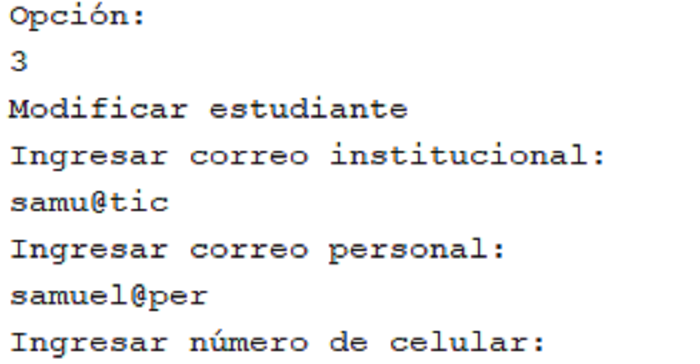 Opción:
3
Modificar estudiante
Ingresar correo institucional:
samu@tic
Ingresar correo personal:
samuel@per
Ingresar número de celular: